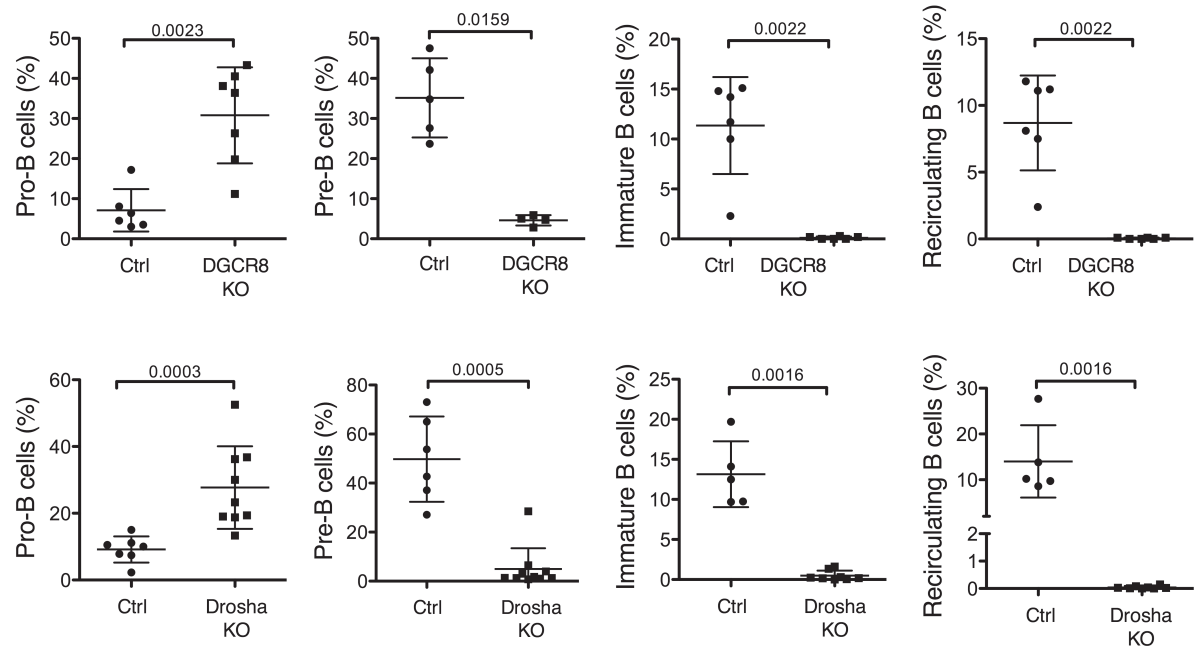 0.0023
Pro-B cells (%)
50
40
30
20
10
0
Ctrl
DGCR8
KO
0.0159
Pre-B cells (%)
50
40
30
20
10
0
Ctrl
DGCR8
KO
0.0022
Immature B cells (%)
20
15
10
5
0
Ctrl
DGCR8
KO
0.0022
Recirculating B cells (%)
15
10
5
0
Ctrl
DGCR8
KO
0.0003
Pro-B cells (%)
60
40
20
0
Ctrl
Drosha
KO
0.0005
Pre-B cells (%)
80
60
40
20
0
Ctrl
Drosha
KO
0.0016
Immature B cells (%)
25
20
15
10
5
0
Ctrl
Drosha
KO
0.0016
Recirculating B cells (%)
30
20
10
2
1
0
Ctrl
Drosha
KO